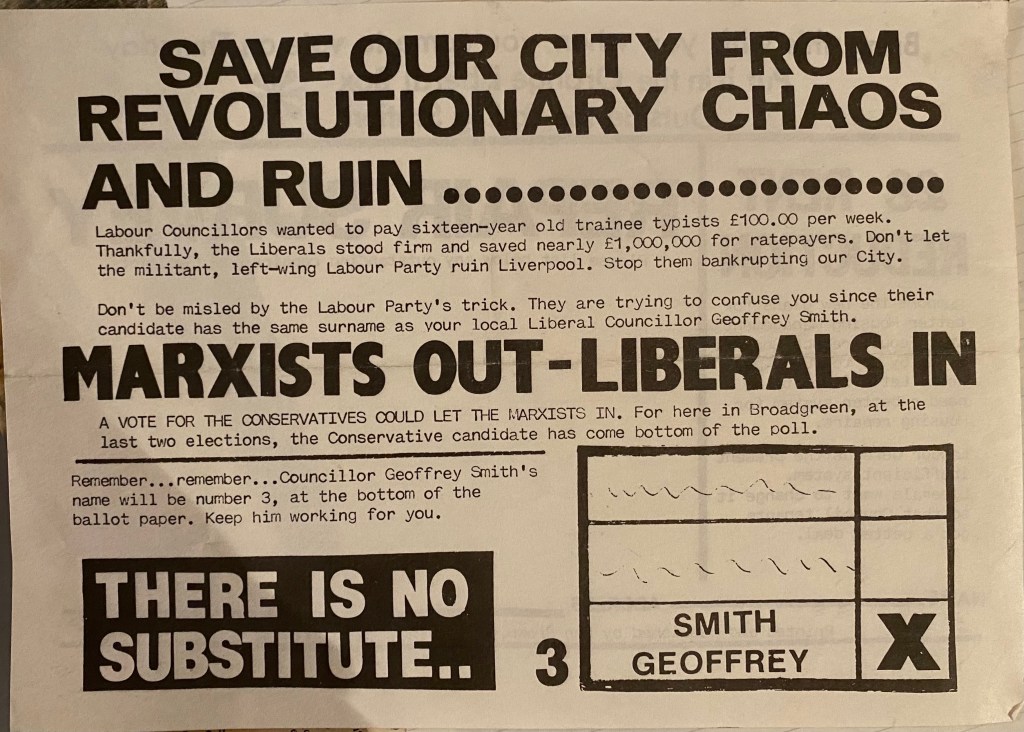 SAVE OUR CITY FROM
REVOLUTIONARY CHAOS
AND RUIN ..............................
Labour Councillors wanted to pay sixteen-year old trainee typists £100.00 per week.
Thankfully, the Liberals stood firm and saved nearly £1,000,000 for ratepayers. Don't let
the militant, left-wing Labour Party ruin Liverpool. Stop them bankrupting our City.
Don't be misled by the Labour Party's trick. They are trying to confuse you since their
candidate has the same surname as your local Liberal Councillor Geoffrey Smith.
MARXISTS OUT-LIBERALS IN
A VOTE FOR THE CONSERVATIVES COULD LET THE MARXISTS IN. For here in Broadgreen, at the
last two elections, the Conservative candidate has come bottom of the poll.
Remember...remember...Councillor Geoffrey Smith's
name will be number 3, at the bottom of the
ballot paper. Keep him working for you.
THERE IS NO
SUBSTITUTE..
3
SMITH
GEOFFREY
X